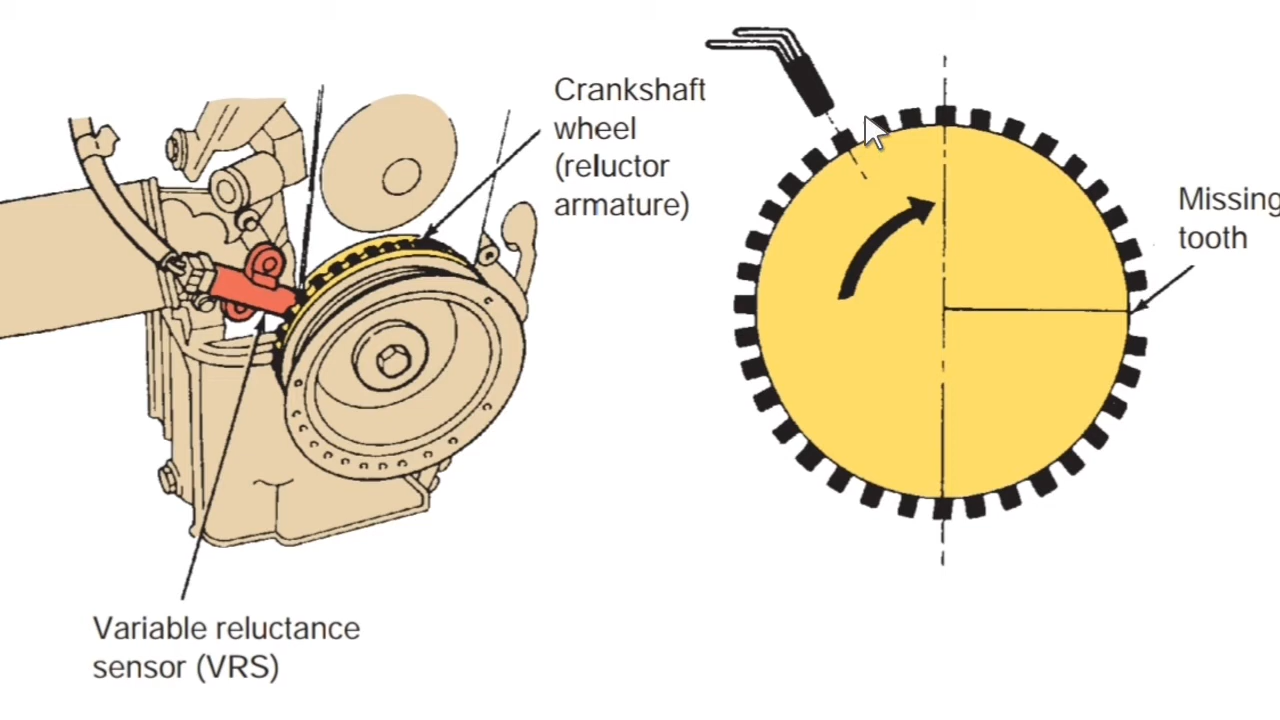 Crankshaft
wheel
(reluctor
armature)
Missing
tooth
Variable reluctance
sensor (VRS)